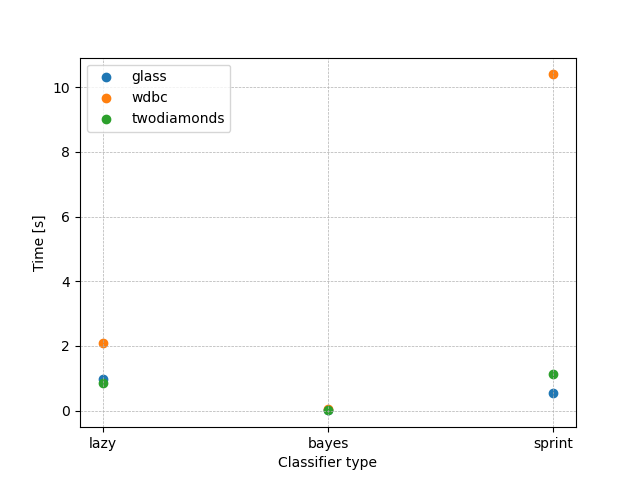 glass
wdbc
twodiamonds
10
8
6
4
2
0
Time [s]
lazy bayes sprint
Classifier type